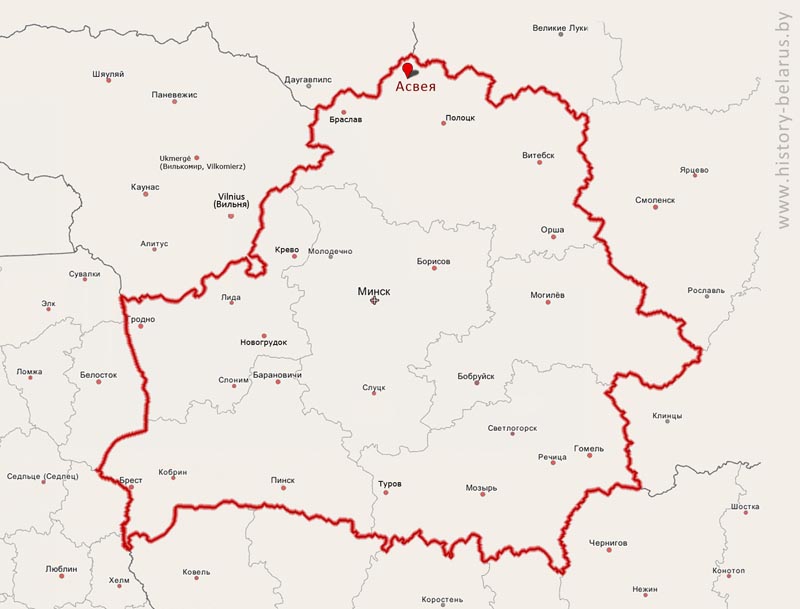 Великие Луки
www.history-belarus.by
Шяуляй
Даугавпилс
Асвея
Паневежис
Браслав
Полоцк
Ukmergė
(Вилькомир, Vilkomierz)
Витебск
Ярцево
Каунас
Vilnius
(Вильня)
Смоленск
Алитус
Крево
Молодечно
Орша
Борисов
Сувалки
Минск
Элк
Лида
Могилёв
Рославль
Гродно
Новогрудок
Ломжа
Белосток
Слоним
Барановичи
Слуцк
Бобруйск
Клинцы
Светлогорск
Речица
Гомель
Седльце (Седлец)
Брест
Кобрин
Пинск
Туров
Мозырь
Шостка
Чернигов
Люблин
Хелм
Ковель
Коростень
Нежин
Конотоп